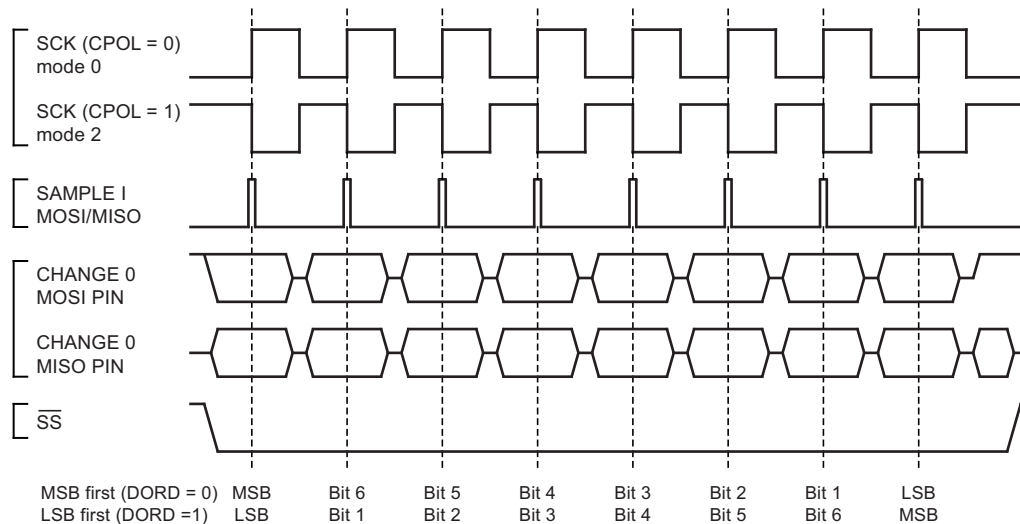 SCK (CPOL = 0)
mode 0
SCK (CPOL = 1)
mode 2
SAMPLE I
MOSI/MISO
CHANGE 0
MOSI PIN
CHANGE 0
MISO PIN
SS
MSB first (DORD = 0) MSB Bit 6 Bit 5 Bit 4 Bit 3 Bit 2 Bit 1 LSB
LSB first (DORD =1) LSB Bit 1 Bit 2 Bit 3 Bit 4 Bit 5 Bit 6 MSB